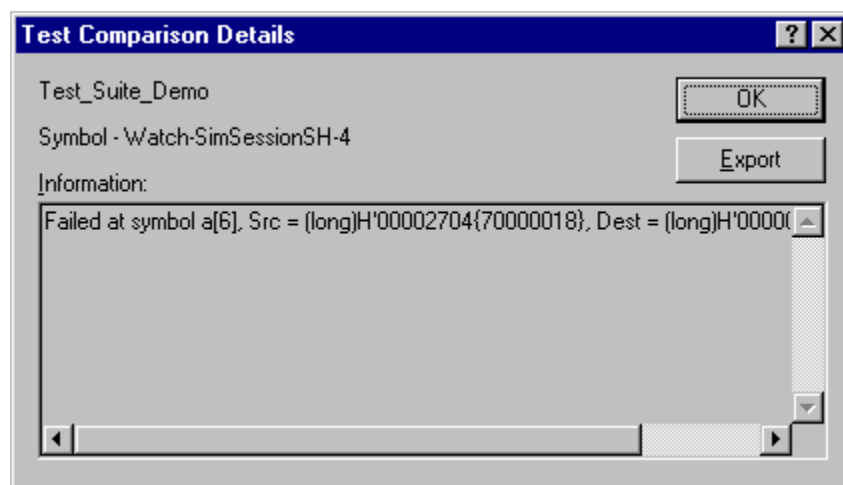 Test Comparison Details
Test_Suite_Demo
OK
Symbol - Watch-SimSessionSH-4
Export
Information:
Failed at symbol a[6], Src = (long)H'00002704{70000018}, Dest = (long)H'0000